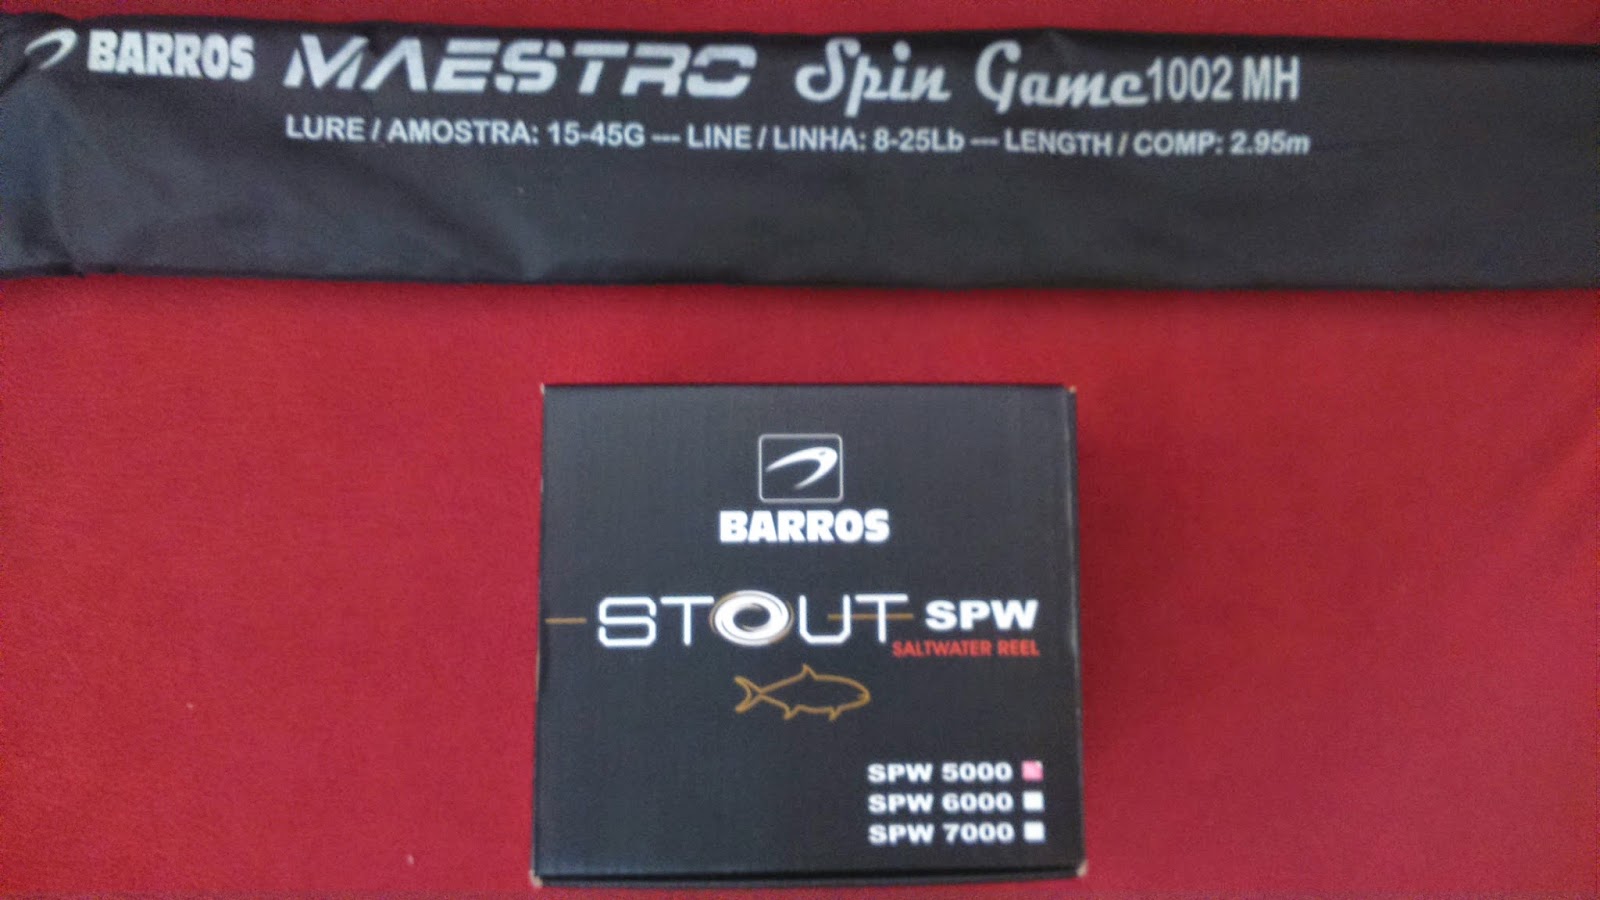 BARROS MAESTRO Spin Game 1002 MH
LURE / AMOSTRA: 15-45G --- LINE / LINHA: 8-25Lb --- LENGTH / COMP: 2.95m
BARROS
STOUT SPW
SALTWATER REEL
SPW 5000
SPW 6000
SPW 7000